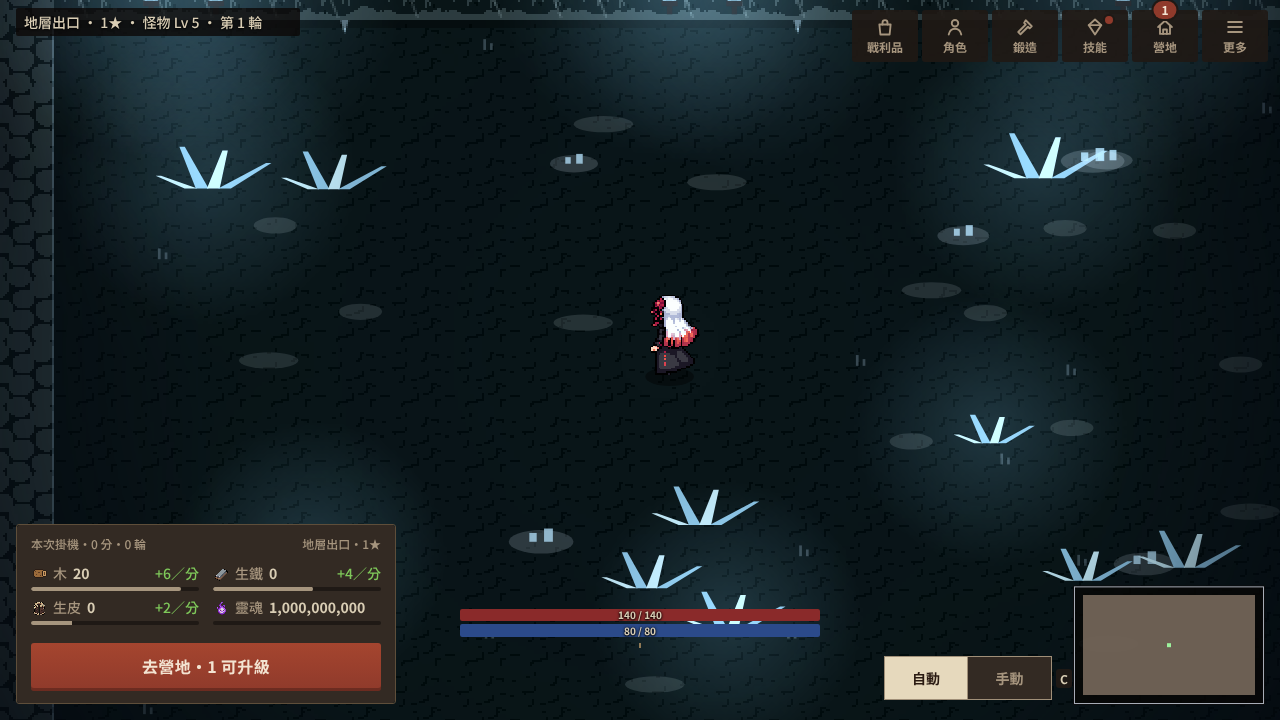 地層出口 · 1★ · 怪物 Lv 5 · 第 1 輪
1
戰利品
角色
鍛造
技能
營地
更多
本次掛機·0 分·0 輪
地層出口·1★
木 20 +6／分
生鐵 0 +4／分
生皮 0 +2／分
靈魂 1,000,000,000
去營地·1 可升級
140 / 140
80 / 80
自動
手動
C